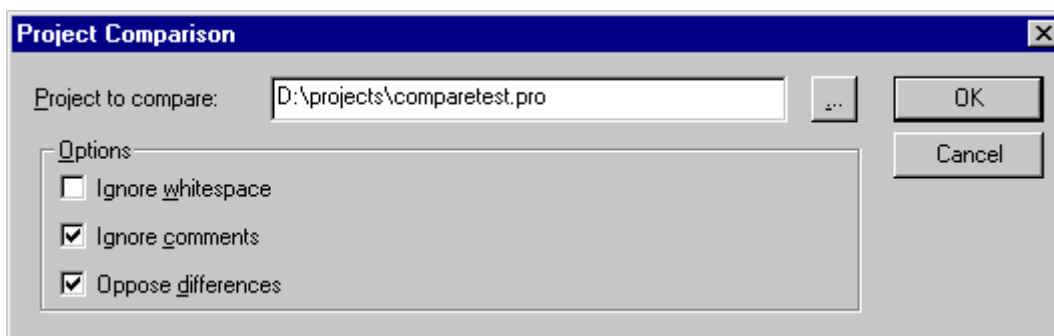 Project Comparison
Project to compare: D:\projects\comparetest.pro ... OK
Cancel
Options
Ignore whitespace
Ignore comments
Oppose differences